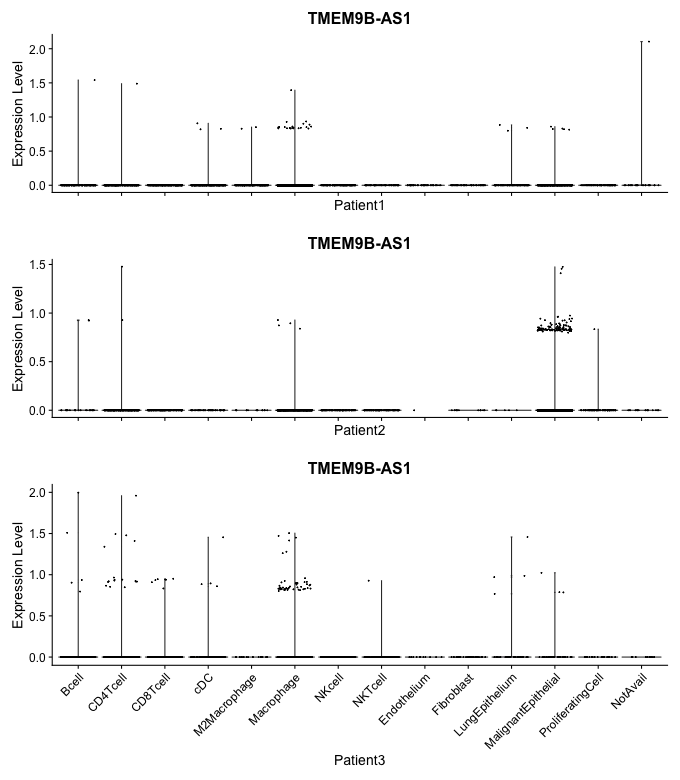 TMEM9B-AS1
2.0
1.5
1.0
0.5
0.0
Expression Level
Patient1
TMEM9B-AS1
1.5
1.0
0.5
0.0
Expression Level
Patient2
TMEM9B-AS1
2.0
1.5
1.0
0.5
0.0
Expression Level
Bcell
CD4Tcell
CD8Tcell
cDC
M2Macrophage
Macrophage
NKcell
NKTcell
Endothelium
Fibroblast
LungEpithelium
MalignantEpithelial
ProliferatingCell
NotAvail
Patient3